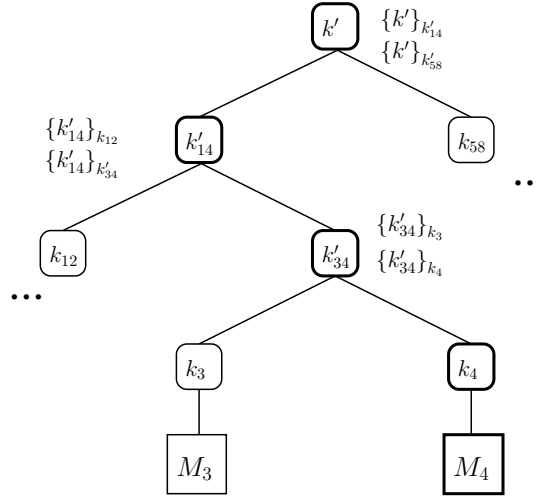 k′ {k′}_{k′₁₄}
{k′}_{k′₅₈}
{k′₁₄}_{k₁₂}
{k′₁₄}_{k′₃₄}
k′₁₄ k₅₈
..
{k′₃₄}_{k₃}
k₁₂ k′₃₄ {k′₃₄}_{k₄}
...
k₃ k₄
M₃ M₄